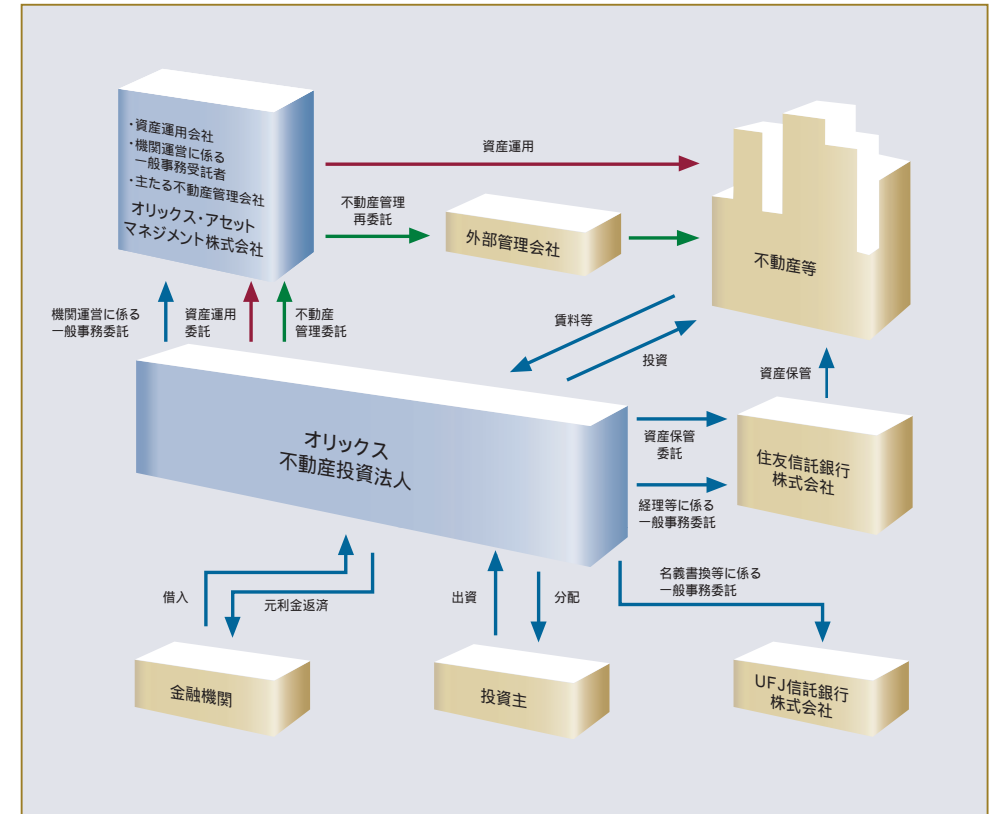 ・資産運用会社
・機関運営に係る
一般事務受託者
・主たる不動産管理会社
オリックス・アセット
マネジメント株式会社
資産運用
不動産管理
再委託
外部管理会社
不動産等
機関運営に係る
一般事務委託
資産運用
委託
不動産
管理委託
賃料等
投資
資産保管
オリックス
不動産投資法人
資産保管
委託
経理等に係る
一般事務委託
住友信託銀行
株式会社
借入
元利金返済
出資
分配
名義書換等に係る
一般事務委託
金融機関
投資主
UFJ信託銀行
株式会社